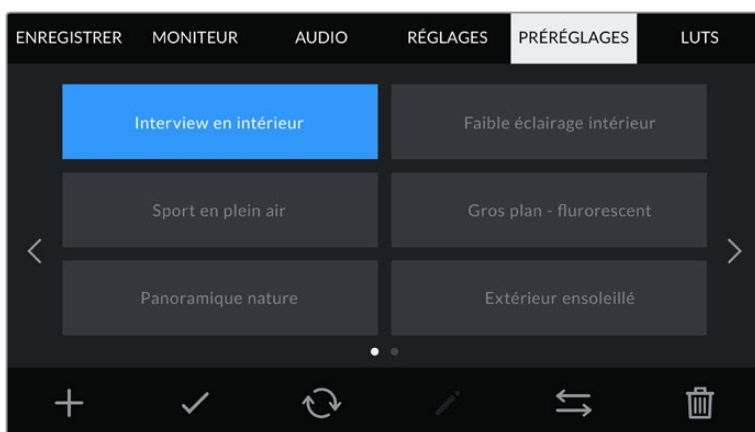 ENREGISTRER MONITEUR AUDIO RÉGLAGES PRÉRÉGLAGES LUTS
Interview en intérieur Faible éclairage intérieur
Sport en plein air Gros plan - flurorescent
Panoramique nature Extérieur ensoleillé